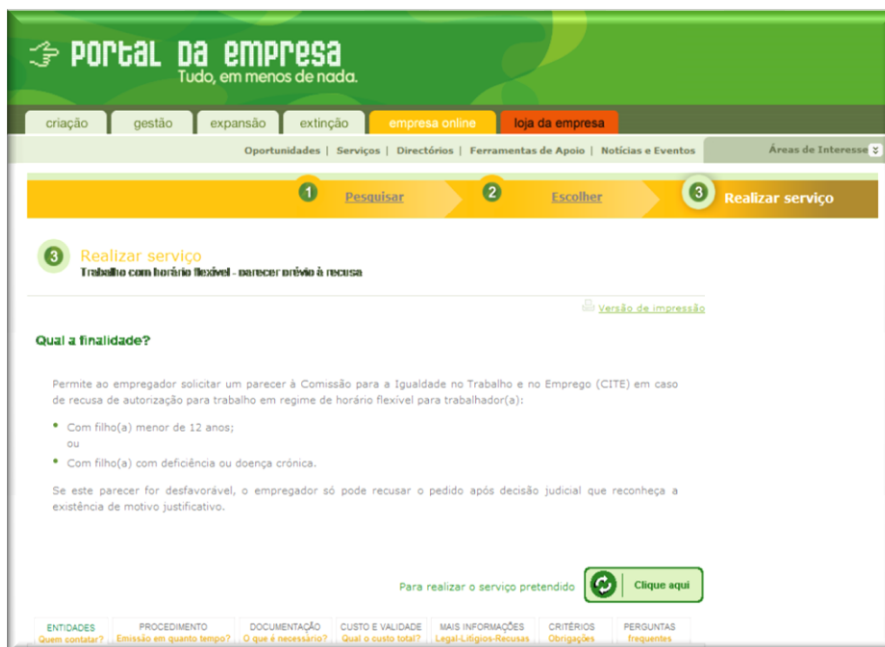 PORTAL DA EMPRESA
Tudo, em menos de nada.
criação gestão expansão extinção empresa online loja da empresa
Oportunidades | Serviços | Directórios | Ferramentas de Apoio | Notícias e Eventos Áreas de Interesse
1 Pesquisar 2 Escolher 3 Realizar serviço
3 Realizar serviço
Trabalho com horário flexível - parecer prévio à recusa
Versão de impressão
Qual a finalidade?
Permite ao empregador solicitar um parecer à Comissão para a Igualdade no Trabalho e no Emprego (CITE) em caso
de recusa de autorização para trabalho em regime de horário flexível para trabalhador(a):
• Com filho(a) menor de 12 anos;
ou
• Com filho(a) com deficiência ou doença crónica.
Se este parecer for desfavorável, o empregador só pode recusar o pedido após decisão judicial que reconheça a
existência de motivo justificativo.
Para realizar o serviço pretendido Clique aqui
ENTIDADES PROCEDIMENTO DOCUMENTAÇÃO CUSTO E VALIDADE MAIS INFORMAÇÕES CRITÉRIOS PERGUNTAS
Quem contatar? Emissão em quanto tempo? O que é necessário? Qual o custo total? Legal-Litígios-Recusas Obrigações frequentes